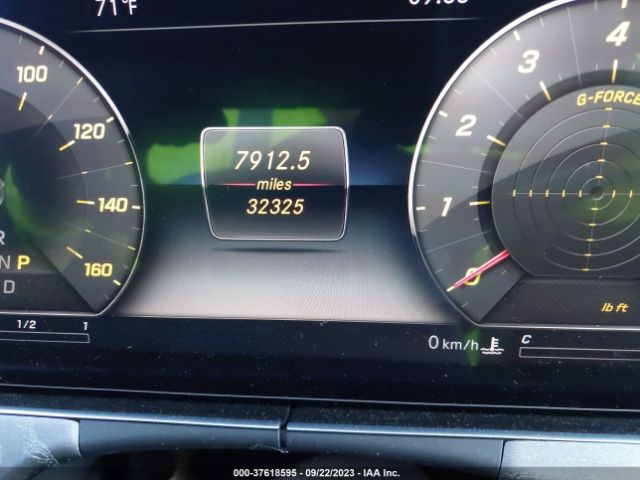 71°F
100
120
140
160
R
N P
D
1/2 1
7912.5
miles
32325
4
3
2
1
0
G-FORCE
lb ft
0 km/h
C
000-37618595 - 09/22/2023 - IAA Inc.